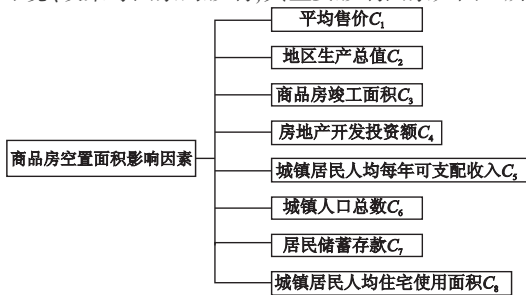 平均售价C₁
地区生产总值C₂
商品房竣工面积C₃
房地产开发投资额C₄
商品房空置面积影响因素
城镇居民人均每年可支配收入C₅
城镇人口总数C₆
居民储蓄存款C₇
城镇居民人均住宅使用面积C₈